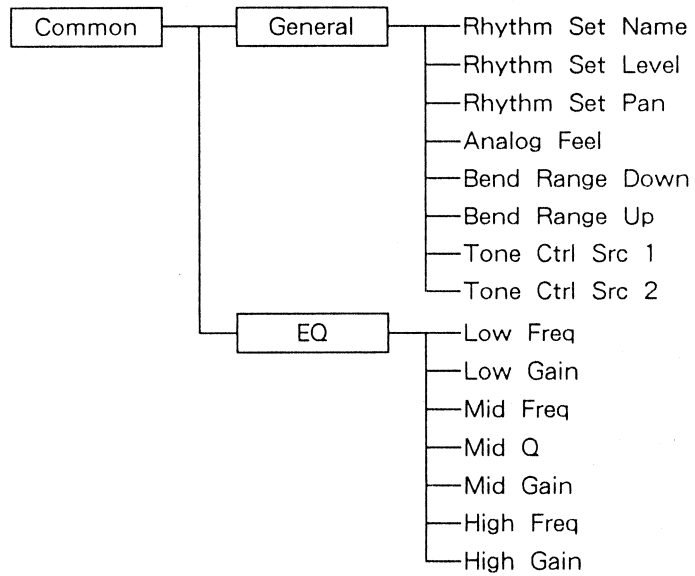 Common
General
Rhythm Set Name
Rhythm Set Level
Rhythm Set Pan
Analog Feel
Bend Range Down
Bend Range Up
Tone Ctrl Src 1
Tone Ctrl Src 2
EQ
Low Freq
Low Gain
Mid Freq
Mid Q
Mid Gain
High Freq
High Gain